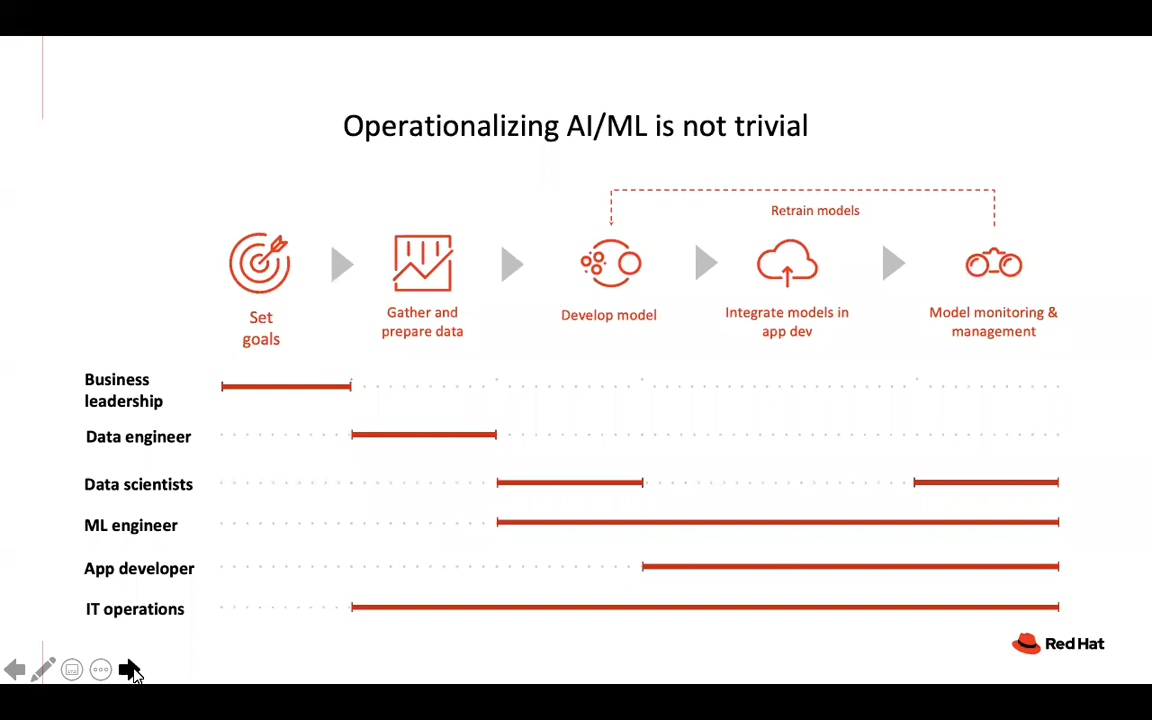 Operationalizing AI/ML is not trivial
Retrain models
Set
goals
Gather and
prepare data
Develop model
Integrate models in
app dev
Model monitoring &
management
Business
leadership
Data engineer
Data scientists
ML engineer
App developer
IT operations
Red Hat